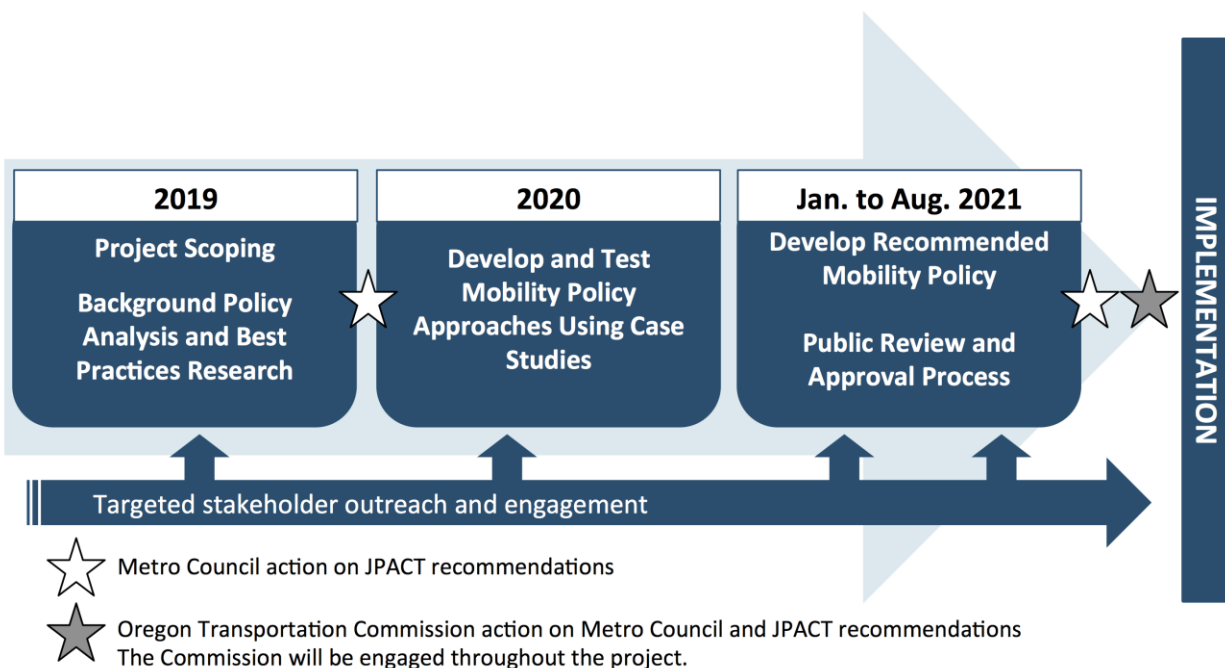 2019
Project Scoping
Background Policy
Analysis and Best
Practices Research
2020
Develop and Test
Mobility Policy
Approaches Using Case
Studies
Jan. to Aug. 2021
Develop Recommended
Mobility Policy
Public Review and
Approval Process
IMPLEMENTATION
Targeted stakeholder outreach and engagement
Metro Council action on JPACT recommendations
Oregon Transportation Commission action on Metro Council and JPACT recommendations
The Commission will be engaged throughout the project.